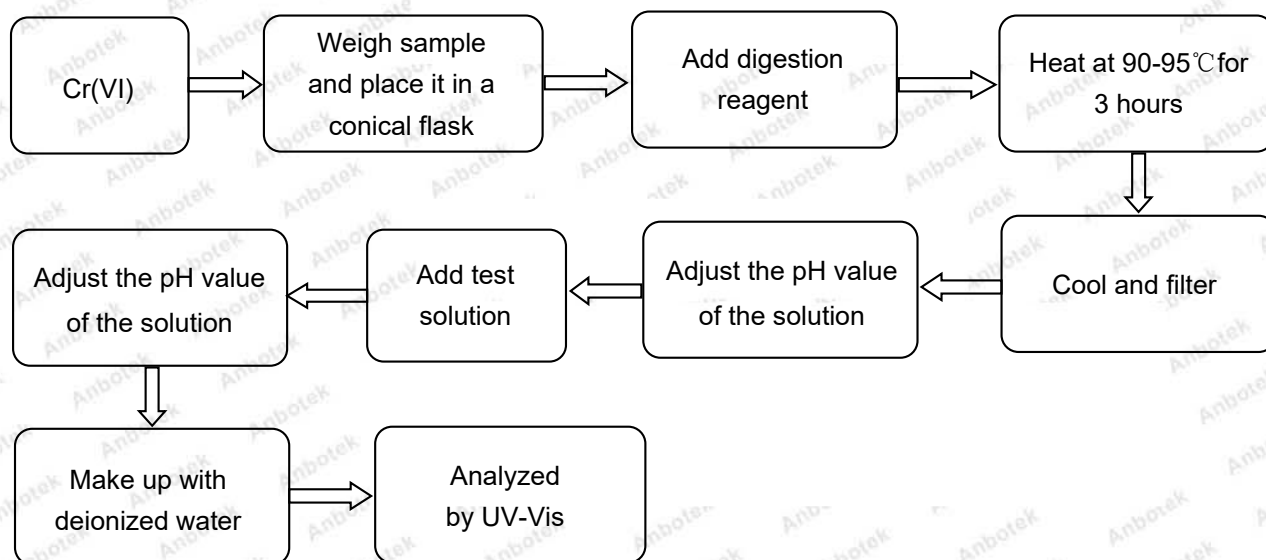 Cr(VI)
Weigh sample
and place it in a
conical flask
Add digestion
reagent
Heat at 90-95℃for
3 hours
Cool and filter
Adjust the pH value
of the solution
Add test
solution
Adjust the pH value
of the solution
Make up with
deionized water
Analyzed
by UV-Vis
Anbotek